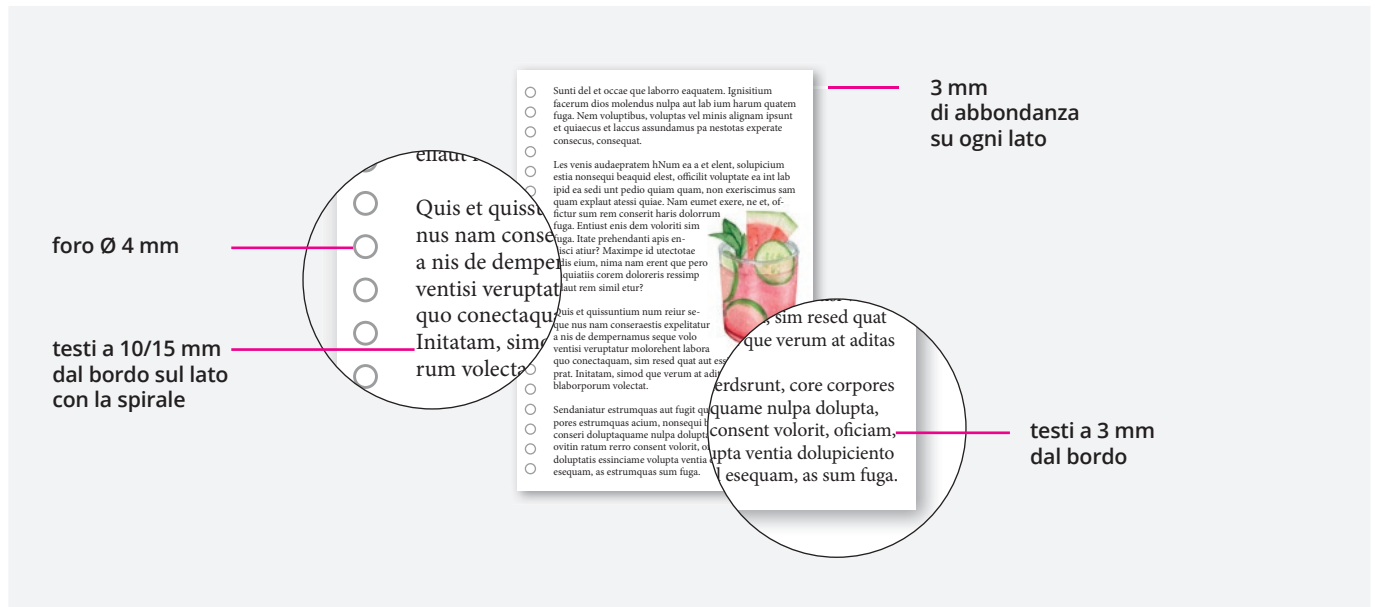 3 mm
di abbondanza
su ogni lato
foro Ø 4 mm
testi a 10/15 mm
dal bordo sul lato
con la spirale
testi a 3 mm
dal bordo
Sunti del et occae que laborro eaquatem. Ignisitium
facerum dios molendus nulpa aut lab ium harum quatem
fuga. Nem voluptibus, voluptas vel minis alignam ipsunt
et quiaecus et laccus assundamus pa nestotas experate
consecus, consequat.
Les venis audaepratem hNum ea a et elent, solupicium
estia nonsequi beaquid elest, officilit voluptate ea int lab
ipid ea sedi unt pedio quiam quam, non exeriscimus sam
quam explaut atessi quiae. Nam eumet exere, ne et, of-
fictur sum rem conserit haris dolorrum
fuga. Entiust enis dem voloriti sim
fuga. Itate prehendanti apis en-
isci atiur? Maximpe id utectotae
dis eium, nima nam erent que pero
quiatiis corem doloreris ressimp
laut rem simil etur?
Quis et quissuntium num reiur se-
que nus nam conseraestis expelitatur
a nis de dempernamus seque volo
ventisi veruptatur molorehent labora
quo conectaquam, sim resed quat aut ess
prat. Initatam, simod que verum at adit
blaborporum volectat.
Sendaniatur estrumquas aut fugit qu
pores estrumquas acium, nonsequi b
conseri doluptaquame nulpa dolupta
ovitin ratum rerro consent volorit, o
doluptatis essinciame volupta ventia
esequam, as estrumquas sum fuga.
Quis et quiss
nus nam conse
a nis de demper
ventisi veruptat
quo conectaqu
Initatam, simo
rum volecta
sim resed quat
que verum at aditas
erdsrunt, core corpores
quame nulpa dolupta,
consent volorit, oficiam,
upta ventia dolupiciento
esequam, as sum fuga.